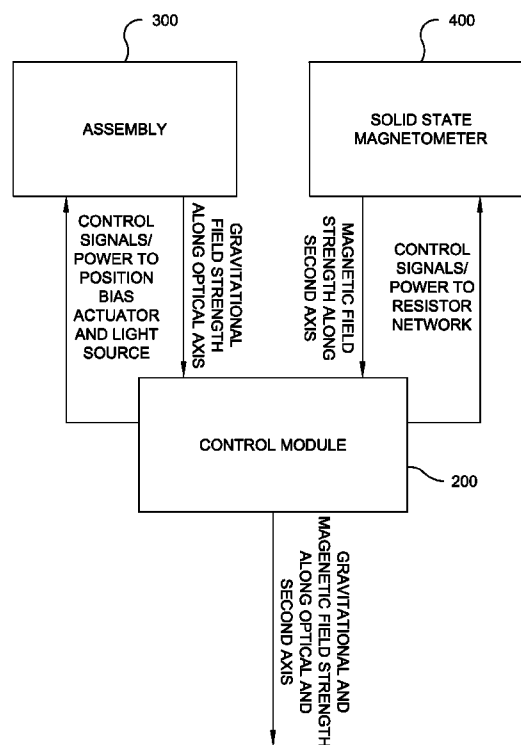 300
400
ASSEMBLY
SOLID STATE
MAGNETOMETER
CONTROL
SIGNALS/
POWER TO
POSITION
BIAS
ACTUATOR
AND LIGHT
SOURCE
GRAVITATIONAL
FIELD STRENGTH
ALONG OPTICAL AXIS
MAGNETIC FIELD
STRENGTH ALONG
SECOND AXIS
CONTROL
SIGNALS/
POWER TO
RESISTOR
NETWORK
CONTROL MODULE
200
GRAVITATIONAL AND
MAGENETIC FIELD STRENGTH
ALONG OPTICAL AND
SECOND AXIS